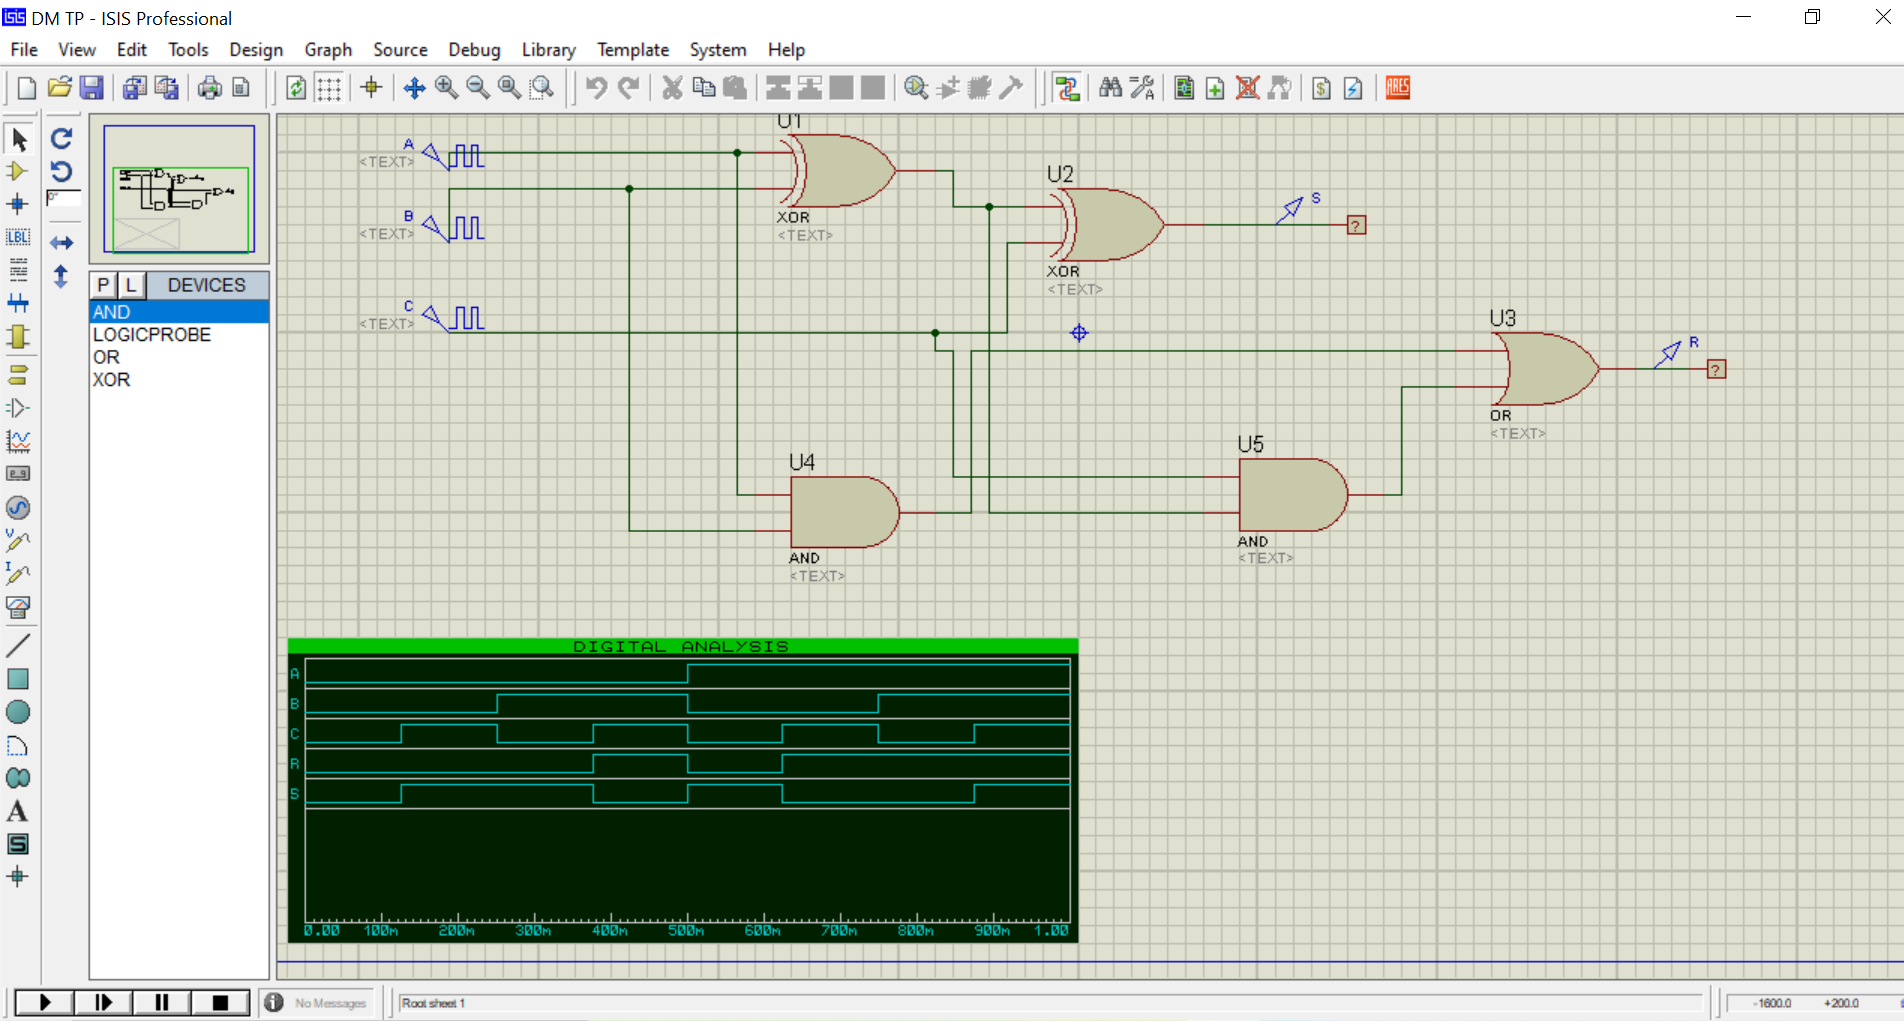 ISIS DM TP - ISIS Professional
File View Edit Tools Design Graph Source Debug Library Template System Help
LBL
ARES
P L DEVICES
AND
LOGICPROBE
OR
XOR
U1
A
<TEXT>
B
<TEXT>
XOR
<TEXT>
U2
S
?
XOR
<TEXT>
C
<TEXT>
U3
R
?
OR
<TEXT>
U4
U5
AND
<TEXT>
AND
<TEXT>
DIGITAL ANALYSIS
A
B
C
R
S
0.00 100m 200m 300m 400m 500m 600m 700m 800m 900m 1.00
No Messages
Root sheet 1
-1600.0 +200.0